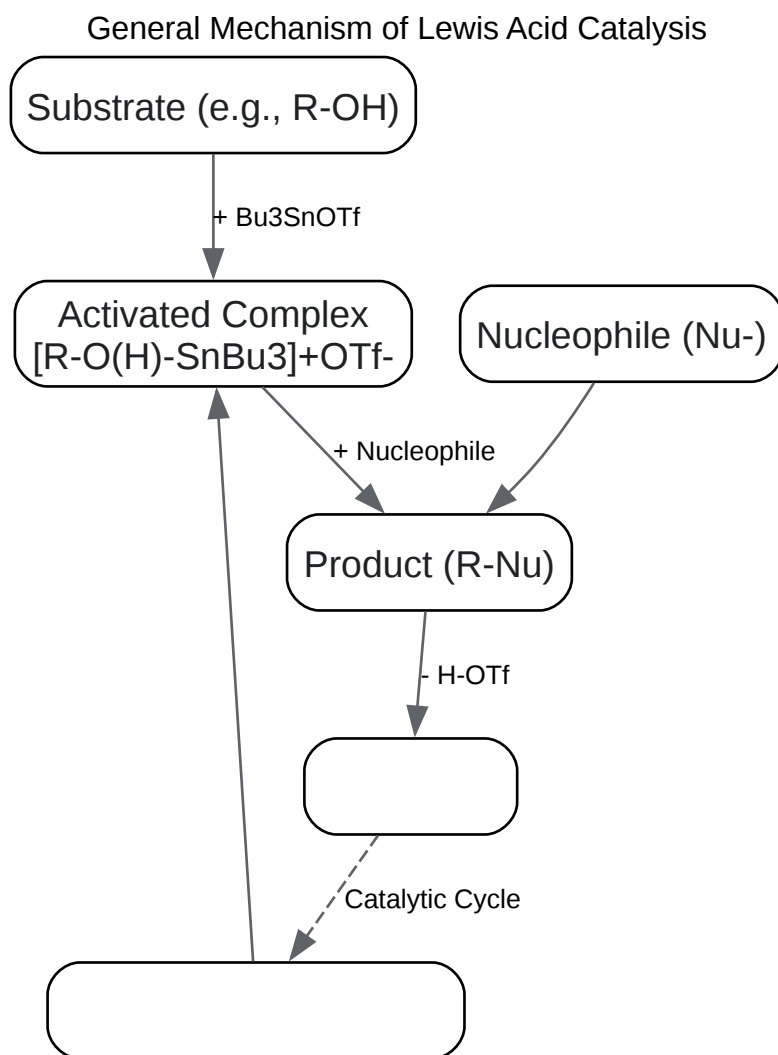 General Mechanism of Lewis Acid Catalysis
Substrate (e.g., R-OH)
+ Bu3SnOTf
Activated Complex
[R-O(H)-SnBu3]+OTf-
Nucleophile (Nu-)
+ Nucleophile
Product (R-Nu)
- H-OTf
Catalytic Cycle